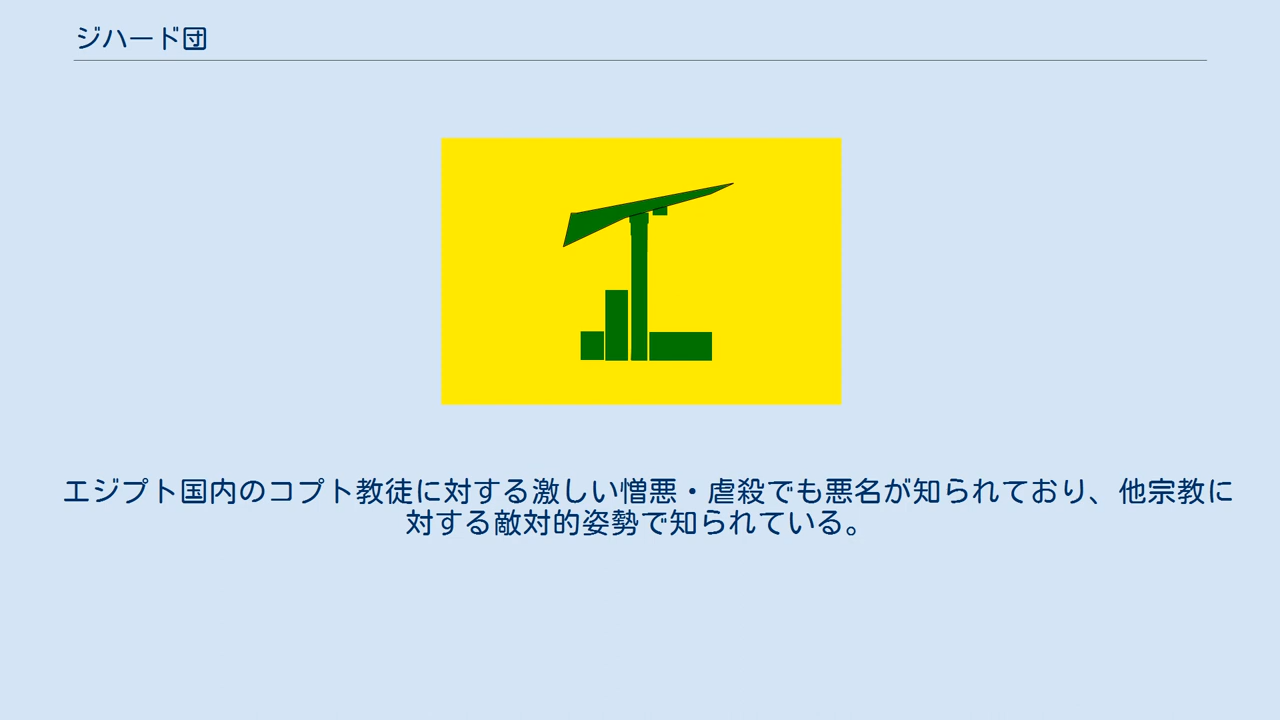 ジハード団
エジプト国内のコプト教徒に対する激しい憎悪・虐殺でも悪名が知られており、他宗教に
対する敵対的姿勢で知られている。